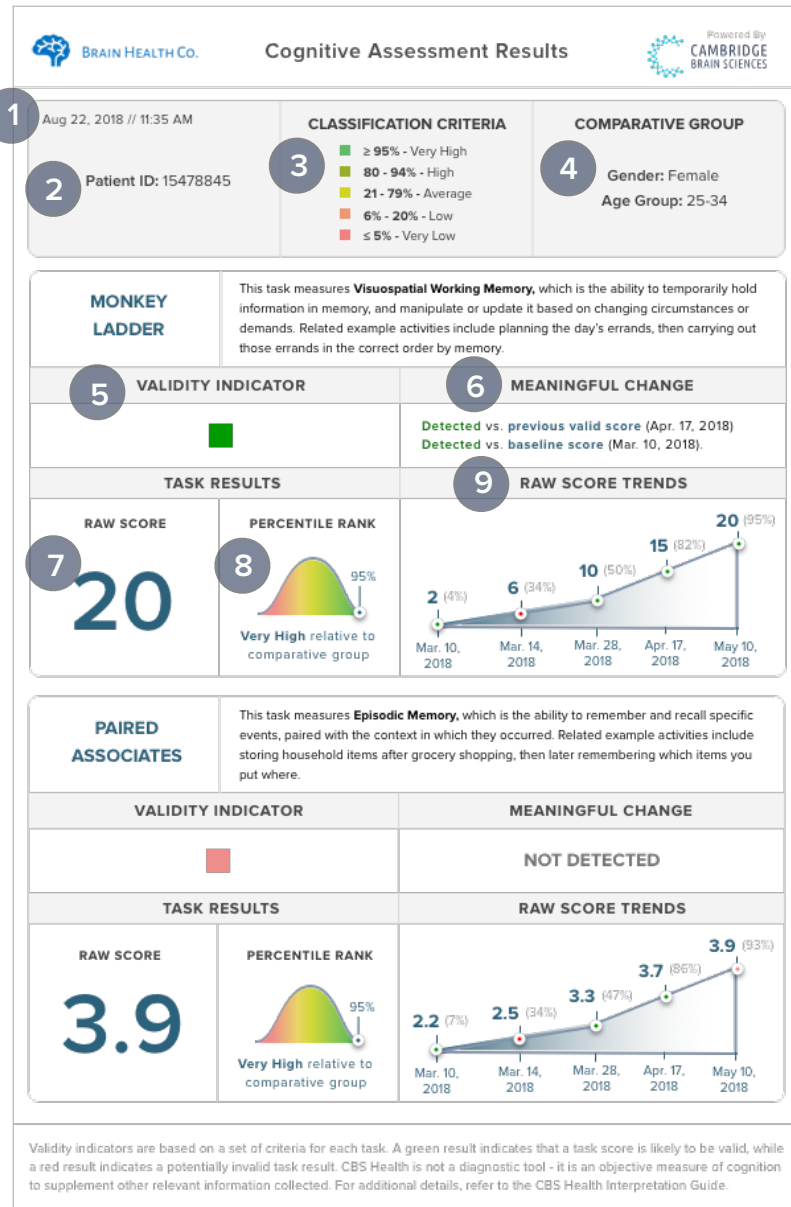 BRAIN HEALTH CO.
Cognitive Assessment Results
Powered By
CAMBRIDGE
BRAIN SCIENCES
1
Aug 22, 2018 // 11:35 AM
2
Patient ID: 15478845
3
CLASSIFICATION CRITERIA
≥ 95% - Very High
80 - 94% - High
21 - 79% - Average
6% - 20% - Low
≤ 5% - Very Low
4
COMPARATIVE GROUP
Gender: Female
Age Group: 25-34
MONKEY
LADDER
This task measures Visuospatial Working Memory, which is the ability to temporarily hold
information in memory, and manipulate or update it based on changing circumstances or
demands. Related example activities include planning the day's errands, then carrying out
those errands in the correct order by memory.
5
VALIDITY INDICATOR
6
MEANINGFUL CHANGE
Detected vs. previous valid score (Apr. 17, 2018)
Detected vs. baseline score (Mar. 10, 2018).
TASK RESULTS
9
RAW SCORE TRENDS
RAW SCORE
7
20
8
PERCENTILE RANK
95%
Very High relative to
comparative group
2 (4%)
6 (34%)
10 (50%)
15 (82%)
20 (95%)
Mar. 10,
2018
Mar. 14,
2018
Mar. 28,
2018
Apr. 17,
2018
May 10,
2018
PAIRED
ASSOCIATES
This task measures Episodic Memory, which is the ability to remember and recall specific
events, paired with the context in which they occurred. Related example activities include
storing household items after grocery shopping, then later remembering which items you
put where.
VALIDITY INDICATOR
MEANINGFUL CHANGE
NOT DETECTED
TASK RESULTS
RAW SCORE TRENDS
RAW SCORE
3.9
PERCENTILE RANK
95%
Very High relative to
comparative group
2.2 (7%)
2.5 (34%)
3.3 (47%)
3.7 (86%)
3.9 (93%)
Mar. 10,
2018
Mar. 14,
2018
Mar. 28,
2018
Apr. 17,
2018
May 10,
2018
Validity indicators are based on a set of criteria for each task. A green result indicates that a task score is likely to be valid, while
a red result indicates a potentially invalid task result. CBS Health is not a diagnostic tool - it is an objective measure of cognition
to supplement other relevant information collected. For additional details, refer to the CBS Health Interpretation Guide.